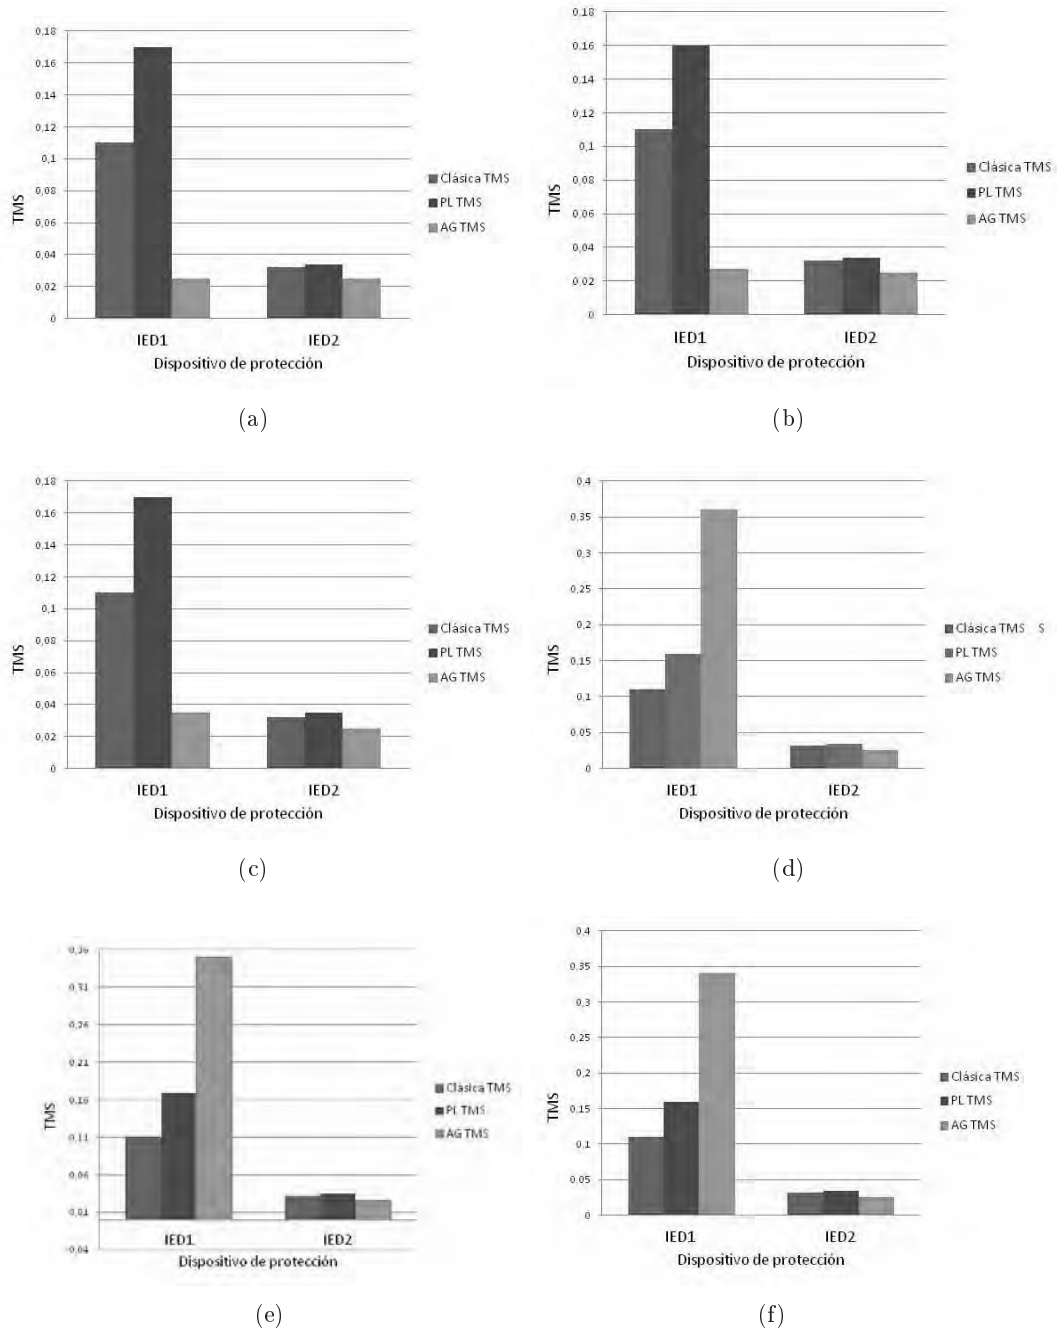 0,18
0,16
0,14
0,12
0,1
0,08
0,06
0,04
0,02
0
TMS
IED1
IED2
Dispositivo de protección
Clásica TMS
PL TMS
AG TMS
(a)
0,18
0,16
0,14
0,12
0,1
0,08
0,06
0,04
0,02
0
TMS
IED1
IED2
Dispositivo de protección
Clásica TMS
PL TMS
AG TMS
(b)
0,18
0,16
0,14
0,12
0,1
0,08
0,06
0,04
0,02
0
TMS
IED1
IED2
Dispositivo de protección
Clásica TMS
PL TMS
AG TMS
(c)
0,4
0,35
0,3
0,25
0,2
0,15
0,1
0,05
0
TMS
IED1
IED2
Dispositivo de protección
Clásica TMS S
PL TMS
AG TMS
(d)
0,36
0,31
0,26
0,21
0,16
0,11
0,06
0,01
-0,04
TMS
IED1
IED2
Dispositivo de protección
Clásica TMS
PL TMS
AG TMS
(e)
0,4
0,35
0,3
0,25
0,2
0,15
0,1
0,05
0
TMS
IED1
IED2
Dispositivo de protección
Clásica TMS
PL TMS
AG TMS
(f)